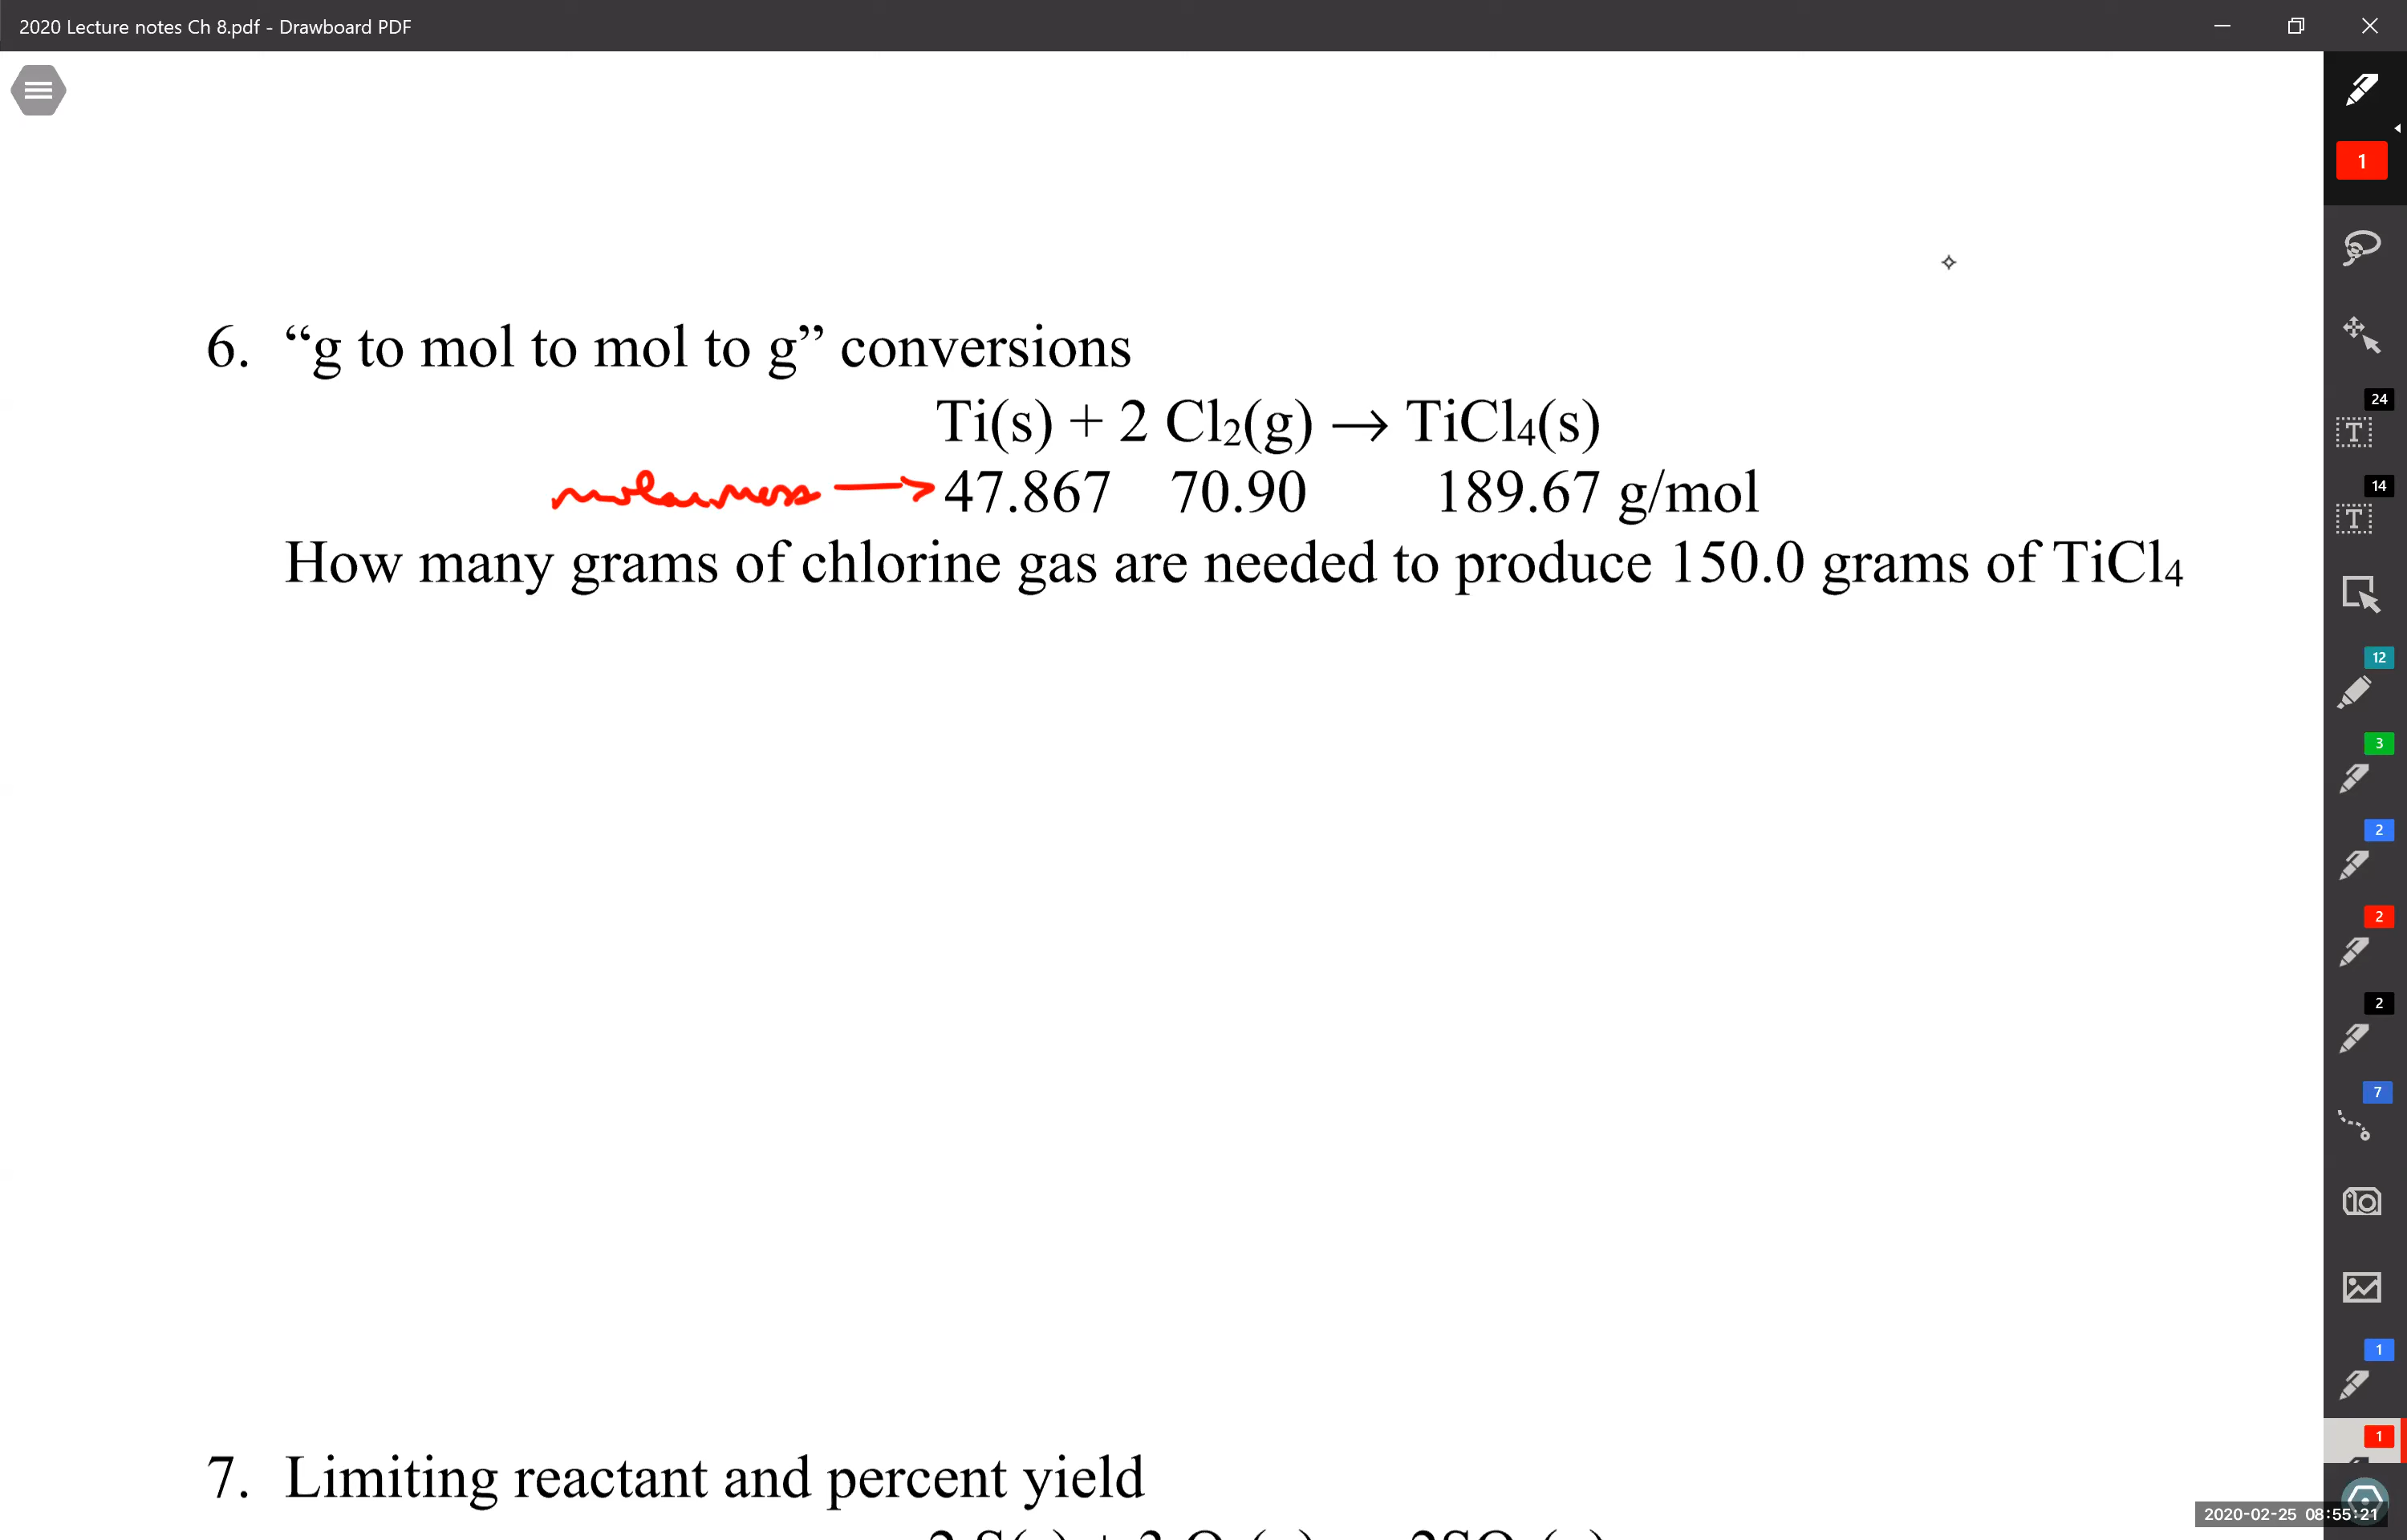 2020 Lecture notes Ch 8.pdf - Drawboard PDF
1
6. “g to mol to mol to g” conversions
Ti(s) + 2 Cl₂(g) → TiCl₄(s)
molar mass → 47.867 70.90 189.67 g/mol
How many grams of chlorine gas are needed to produce 150.0 grams of TiCl₄
24
14
12
3
2
2
2
7
1
1
7. Limiting reactant and percent yield
2020-02-25 08:55:21